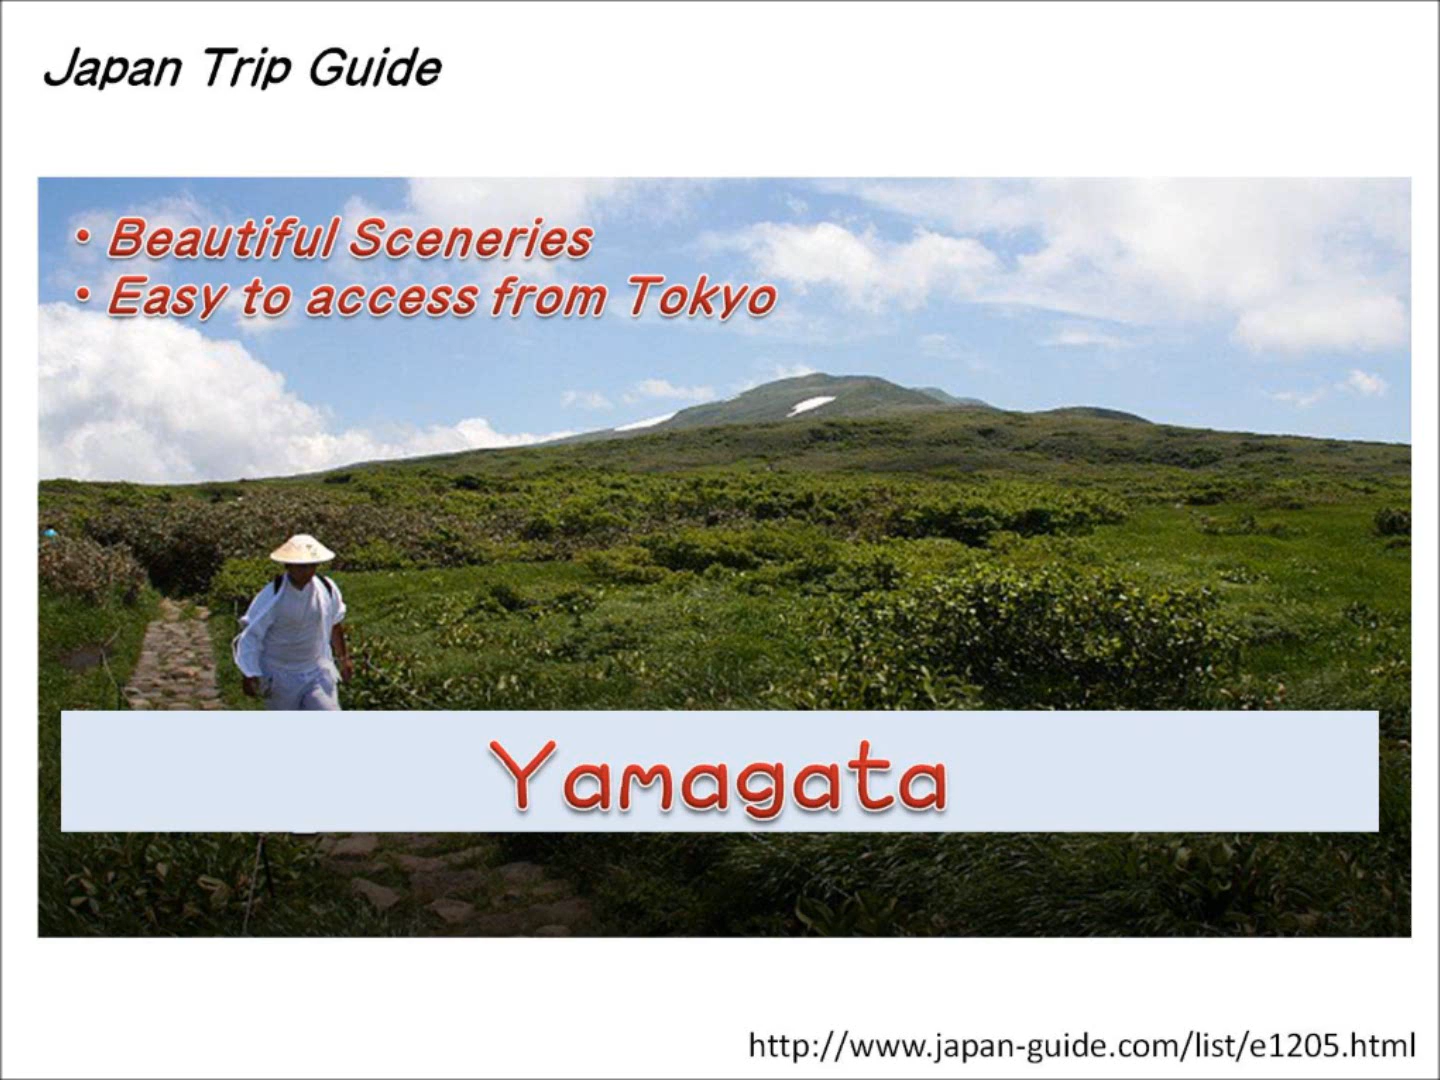 Japan Trip Guide
• Beautiful Sceneries
• Easy to access from Tokyo
Yamagata
http://www.japan-guide.com/list/e1205.html